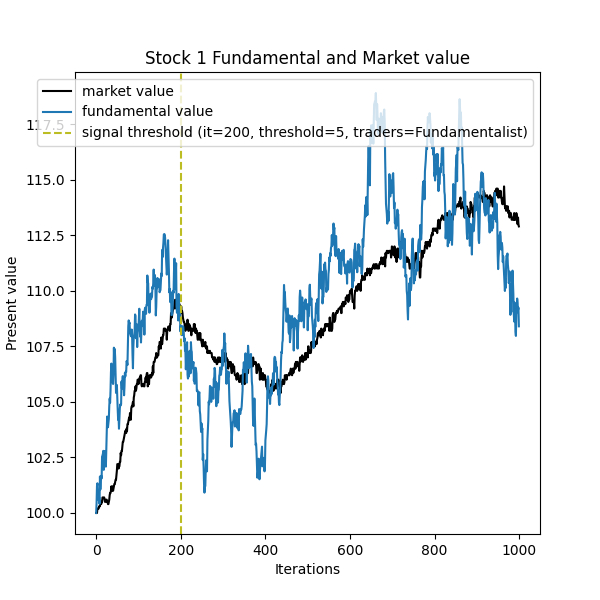 Stock 1 Fundamental and Market value
market value
fundamental value
signal threshold (it=200, threshold=5, traders=Fundamentalist)
117.5
115.0
112.5
110.0
107.5
105.0
102.5
100.0
Present value
0 200 400 600 800 1000
Iterations